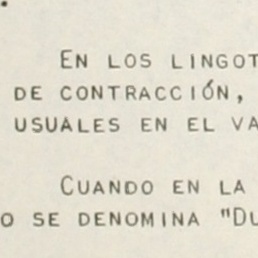 EN LOS LINGOT
DE CONTRACCIÓN,
USUALES EN EL VA
CUANDO EN LA
O SE DENOMINA "DU